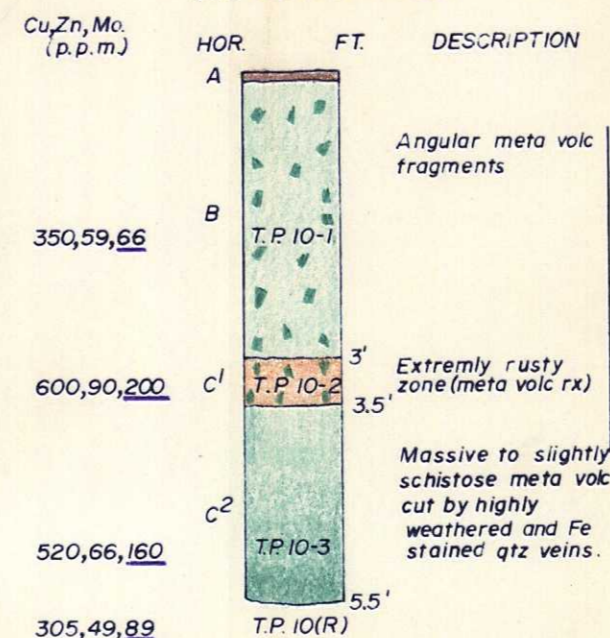 Cu,Zn,Mo.
(p.p.m.)
HOR.
FT.
DESCRIPTION
A
Angular meta volc
fragments
B
350,59,66
T.P. 10-1
3'
C¹
600,90,200
T.P. 10-2
Extremly rusty
zone (meta volc rx)
3.5'
Massive to slightly
schistose meta volc
cut by highly
weathered and Fe
stained qtz veins.
C²
520,66,160
T.P. 10-3
5.5'
305,49,89
T.P. 10(R)